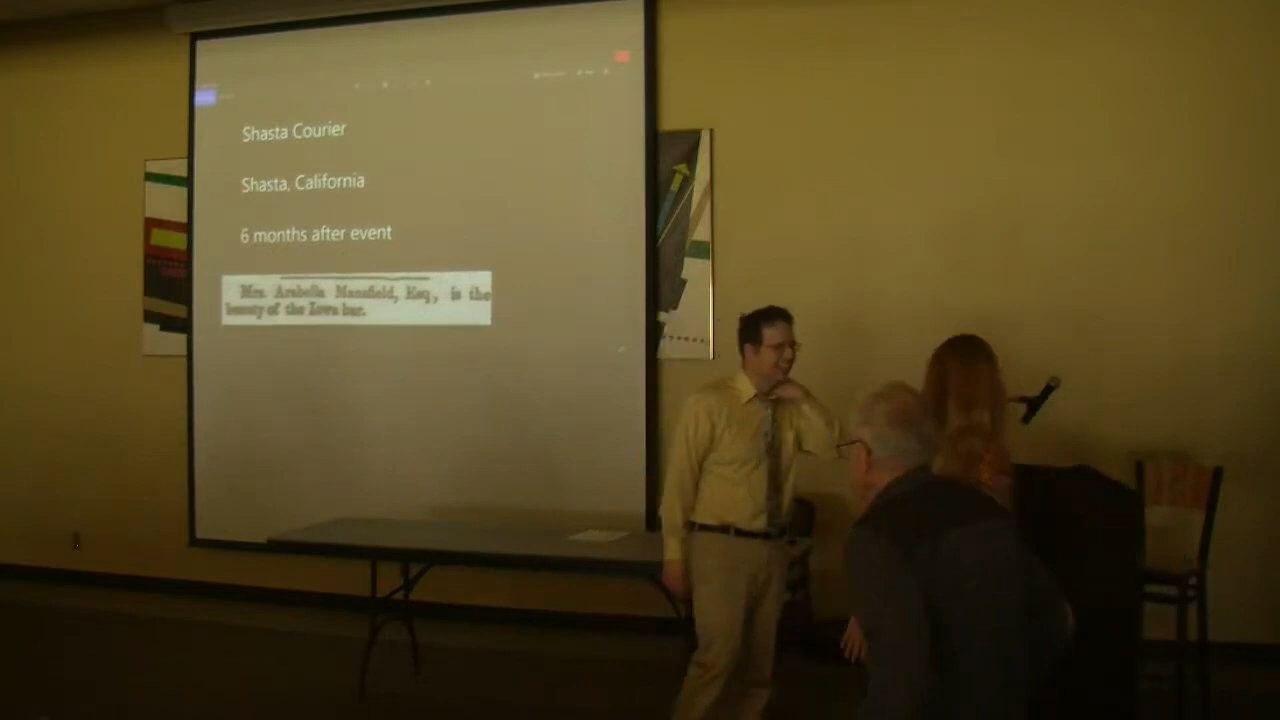 Shasta Courier
Shasta, California
6 months after event
Mrs. Arabella Mansfield, Esq., is the
beauty of the Iowa bar.